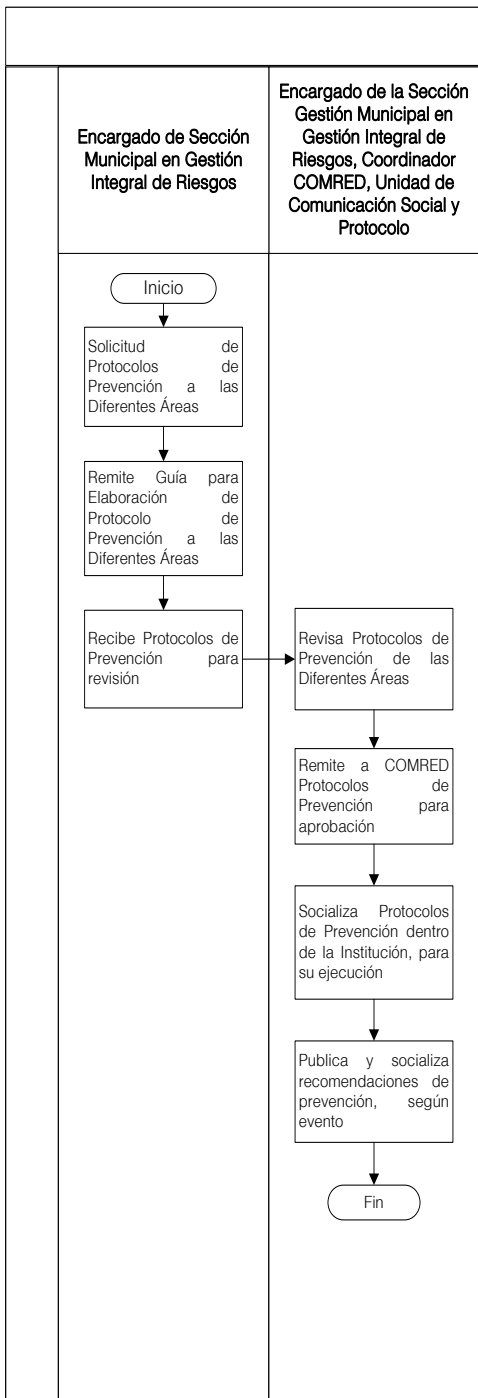 Encargado de Sección
Municipal en Gestión
Integral de Riesgos
Encargado de la Sección
Gestión Municipal en
Gestión Integral de
Riesgos, Coordinador
COMRED, Unidad de
Comunicación Social y
Protocolo
Inicio
Solicitud de
Protocolos de
Prevención a las
Diferentes Áreas
Remite Guía para
Elaboración de
Protocolo de
Prevención a las
Diferentes Áreas
Recibe Protocolos de
Prevención para
revisión
Revisa Protocolos de
Prevención de las
Diferentes Áreas
Remite a COMRED
Protocolos de
Prevención para
aprobación
Socializa Protocolos
de Prevención dentro
de la Institución, para
su ejecución
Publica y socializa
recomendaciones de
prevención, según
evento
Fin